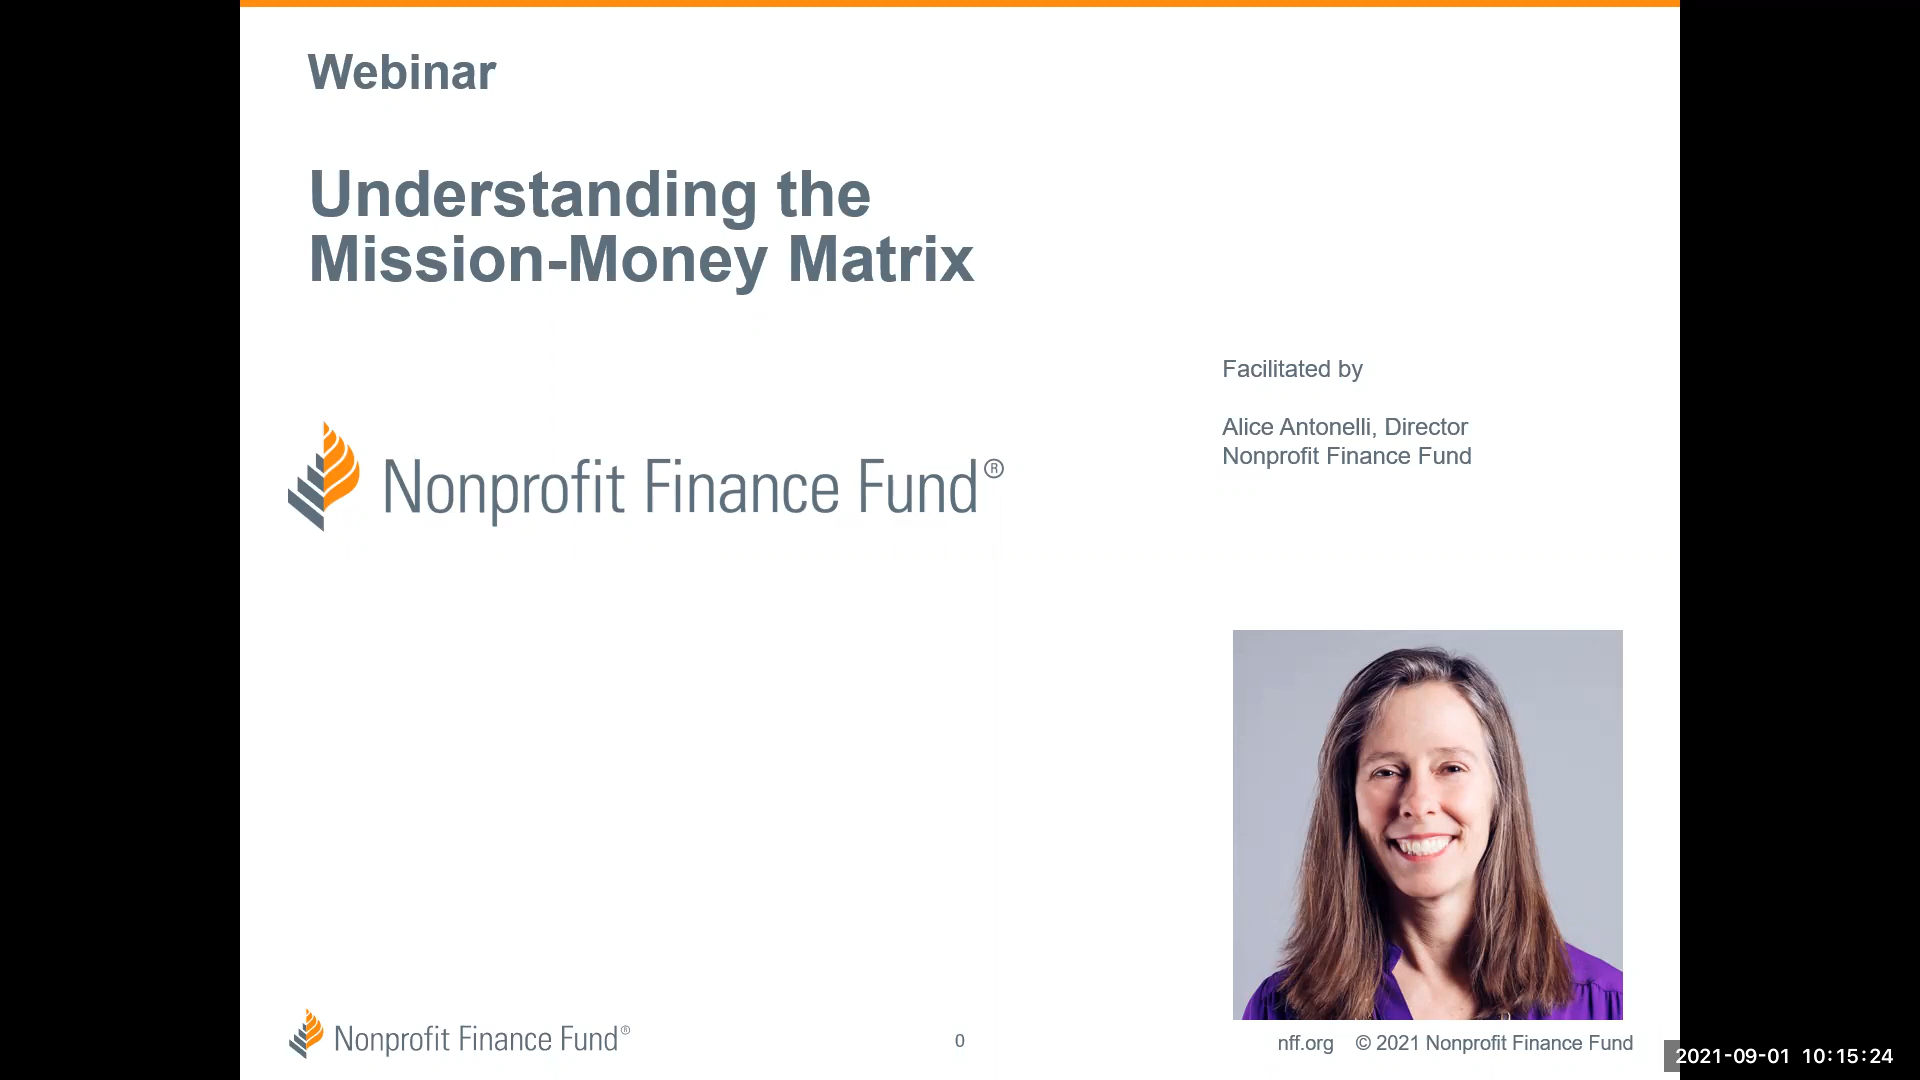 Webinar
Understanding the
Mission-Money Matrix
Facilitated by
Alice Antonelli, Director
Nonprofit Finance Fund
Nonprofit Finance Fund®
Nonprofit Finance Fund®
0
nff.org © 2021 Nonprofit Finance Fund
2021-09-01 10:15:24